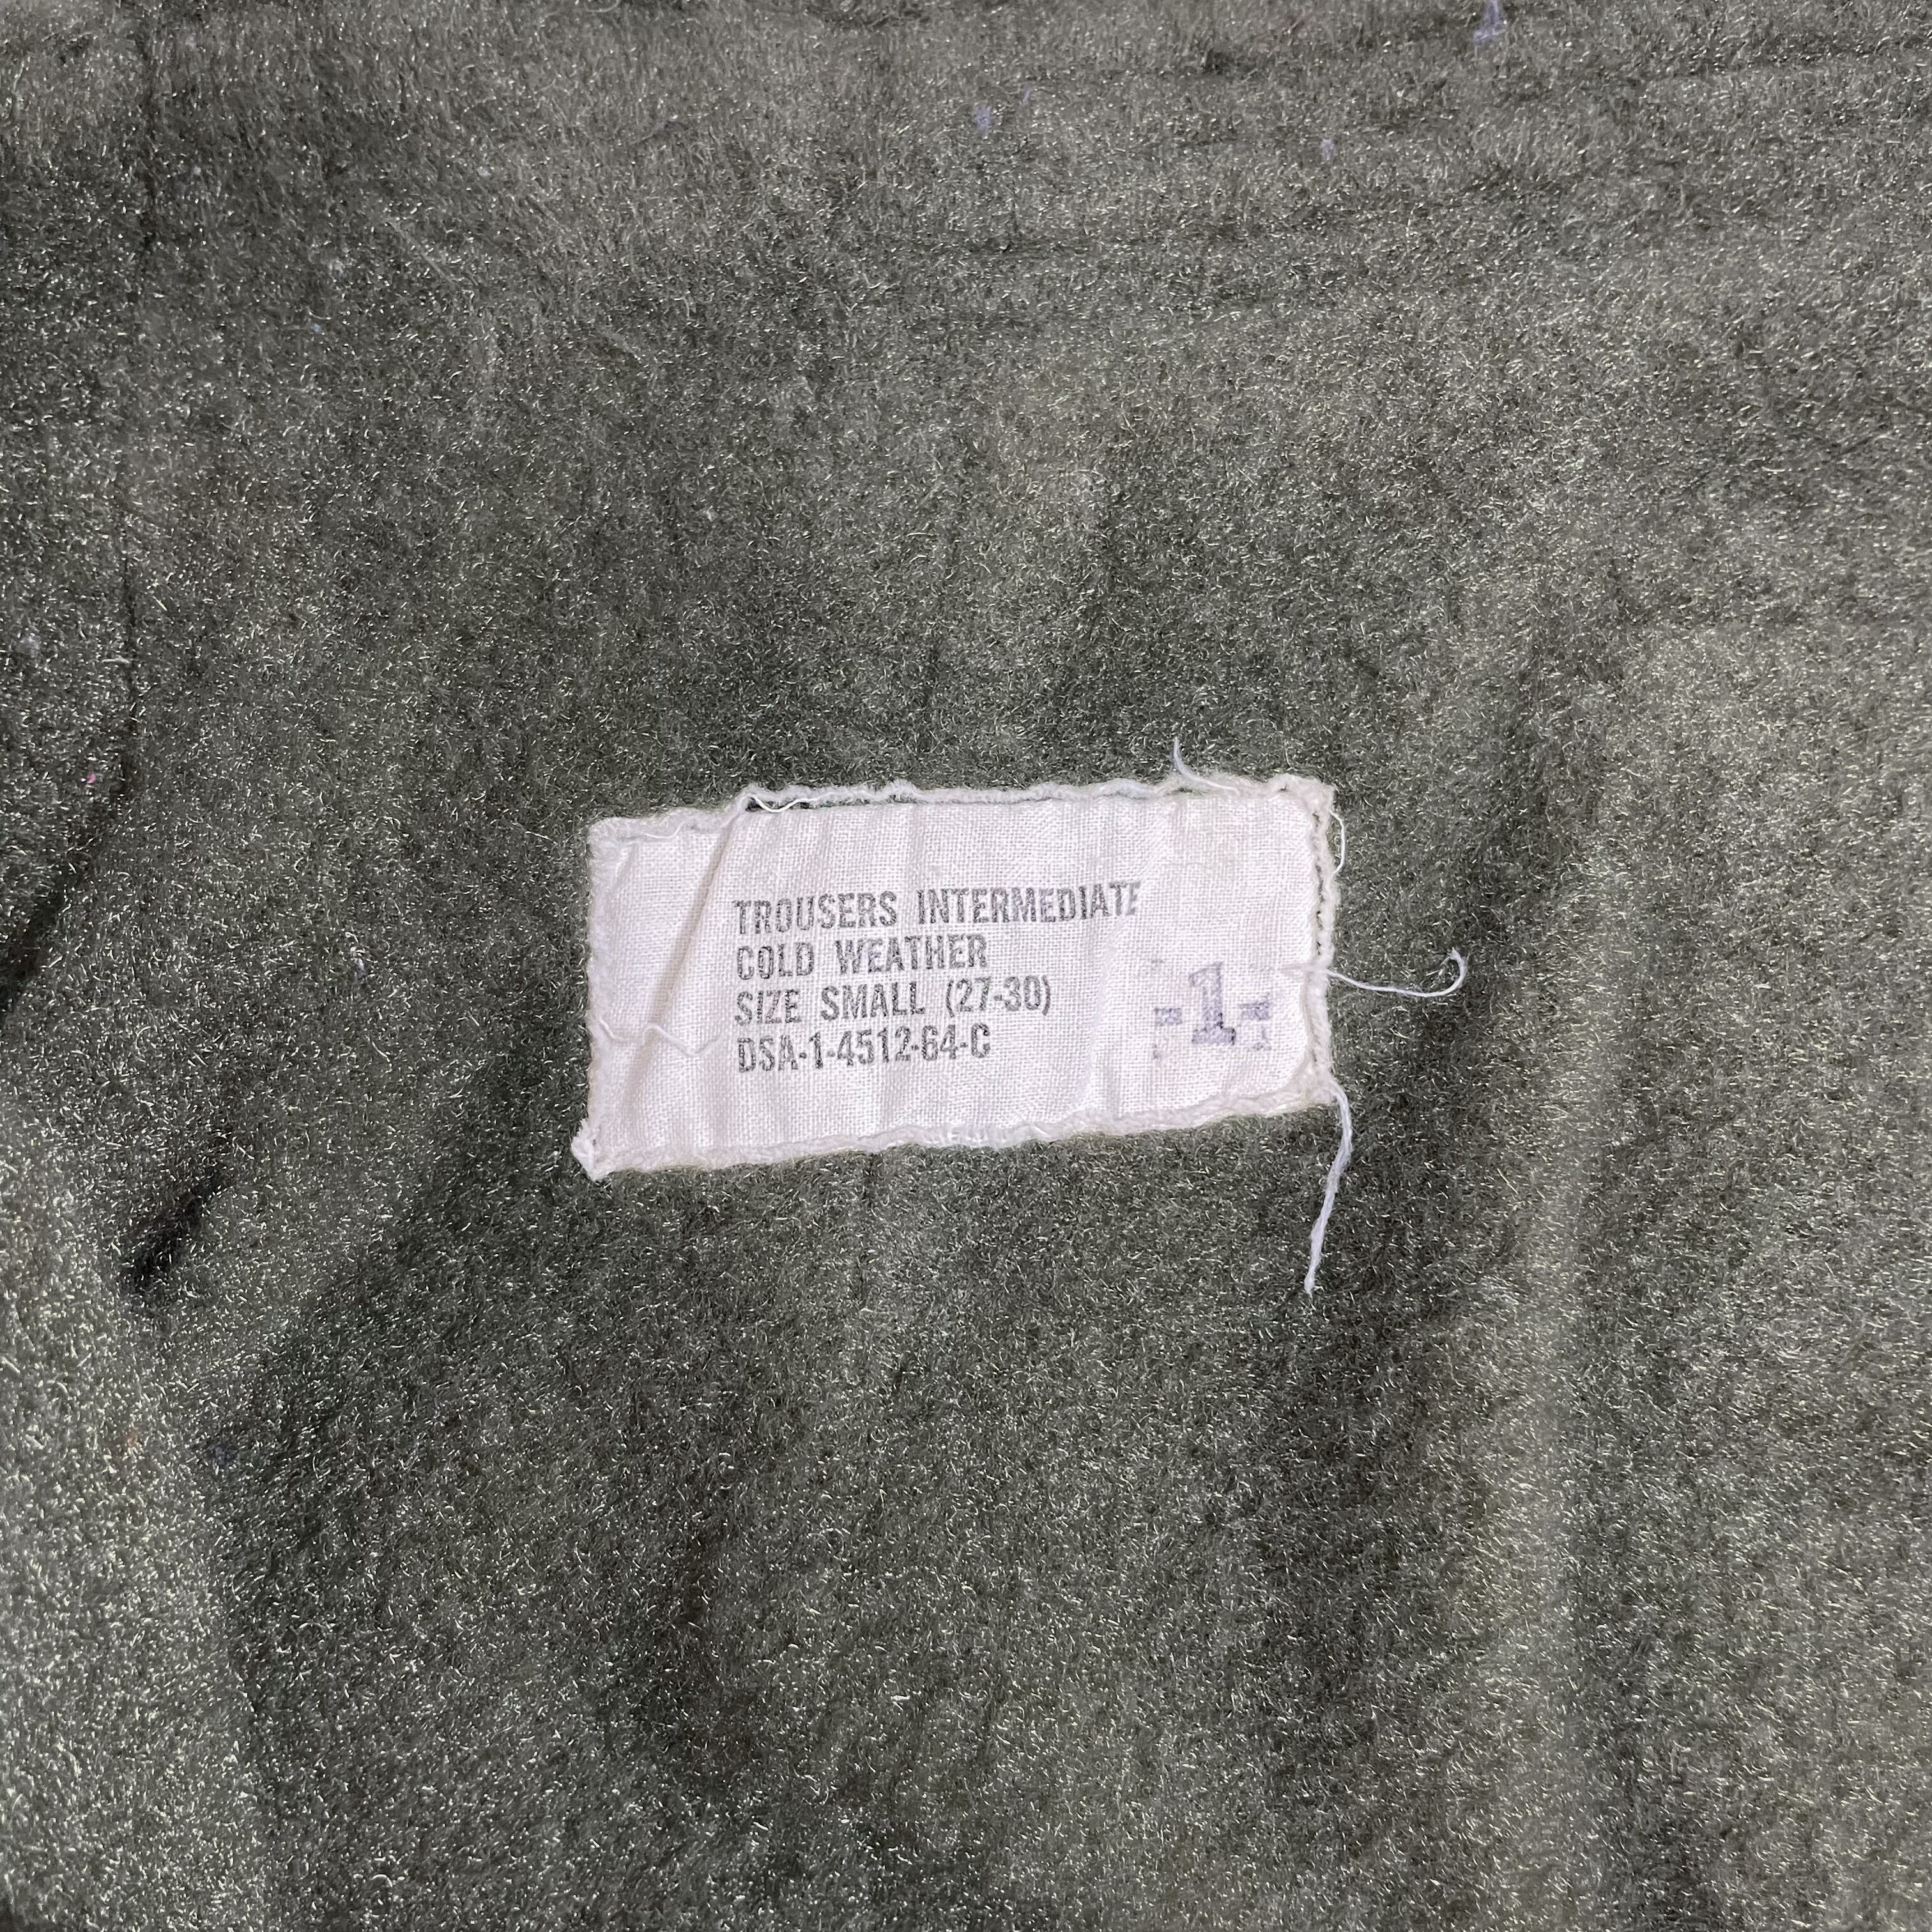 TROUSERS INTERMEDIATE
COLD WEATHER
SIZE SMALL (27-30)
DSA-1-4512-64-C
-1-